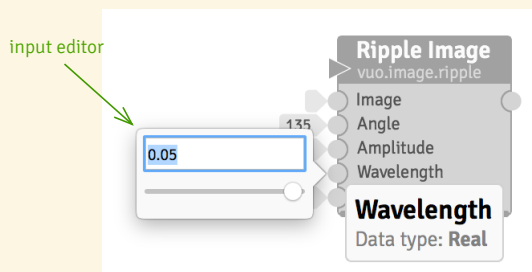 input editor
Ripple Image
vuo.image.ripple
Image
135
Angle
Amplitude
0.05
Wavelength
Wavelength
Data type: Real